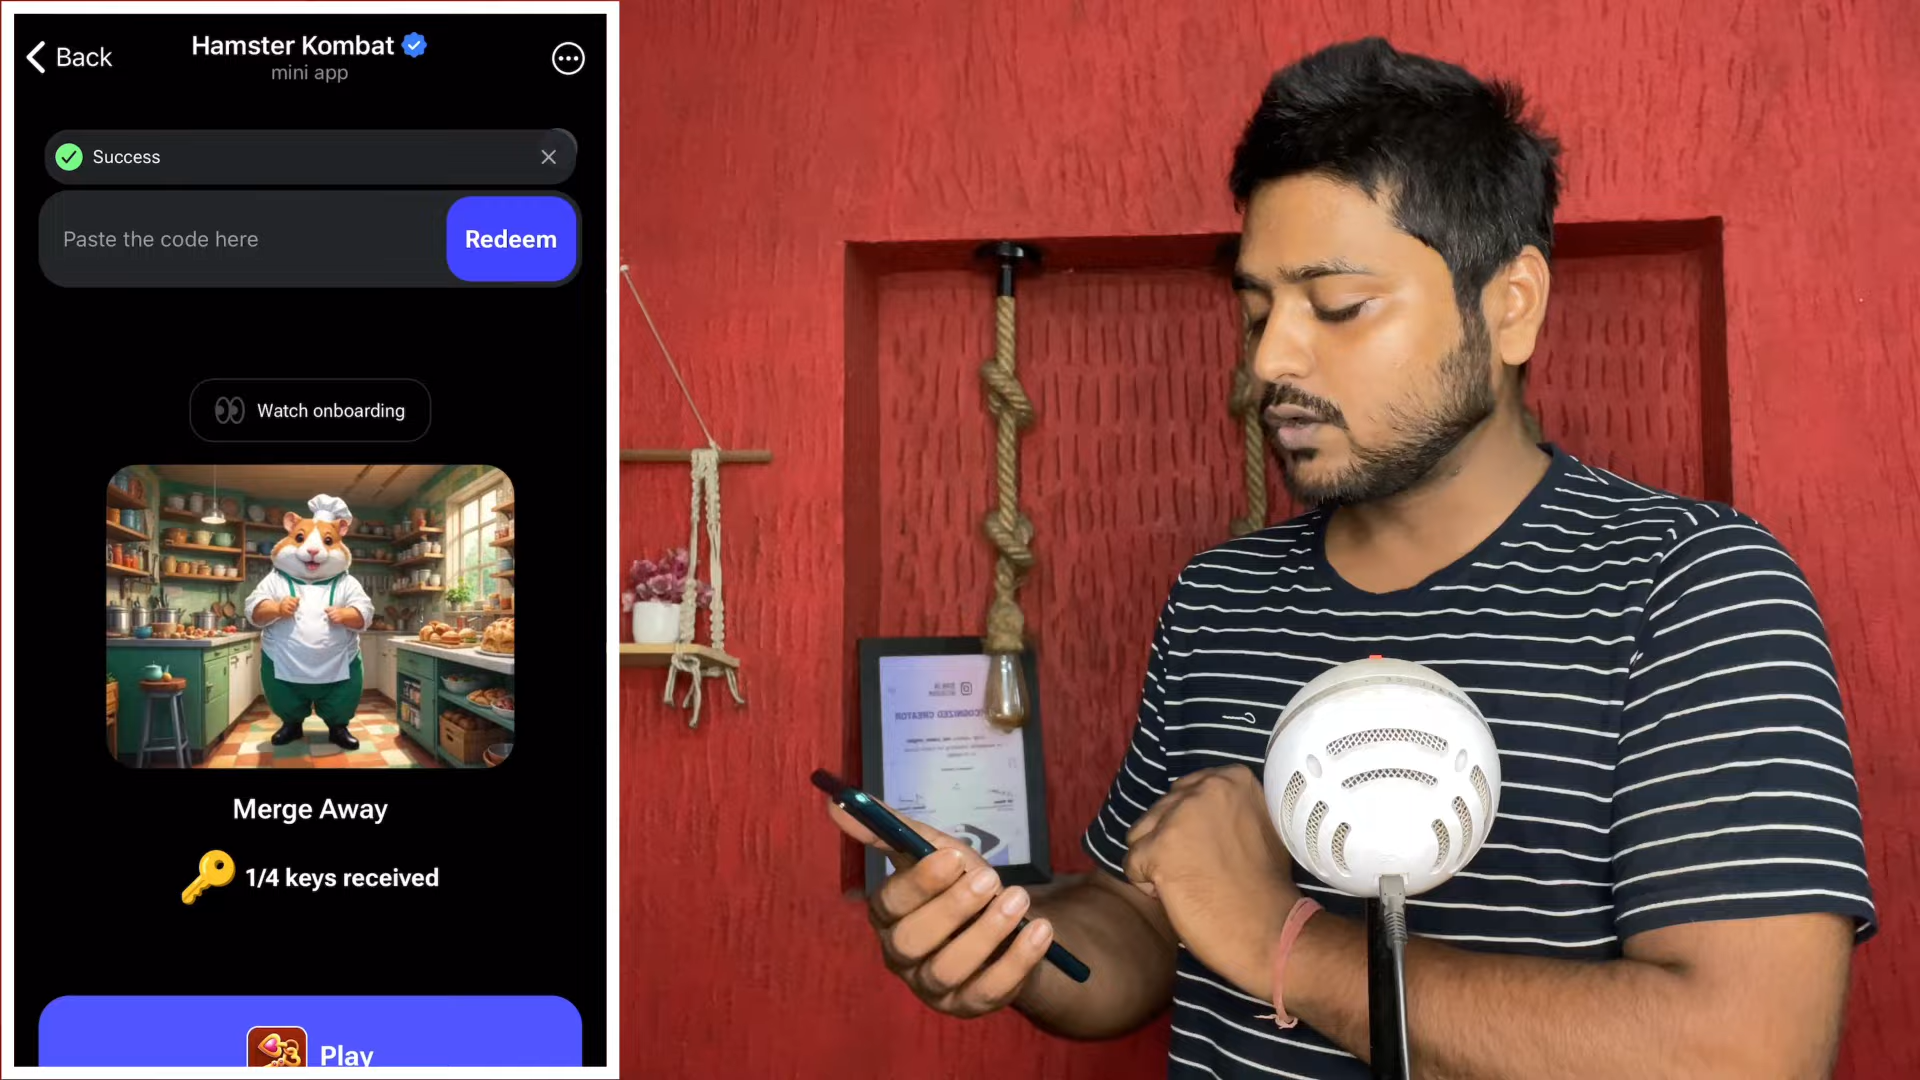 Back
Hamster Kombat
mini app
Success
Paste the code here
Redeem
Watch onboarding
Merge Away
1/4 keys received
Play